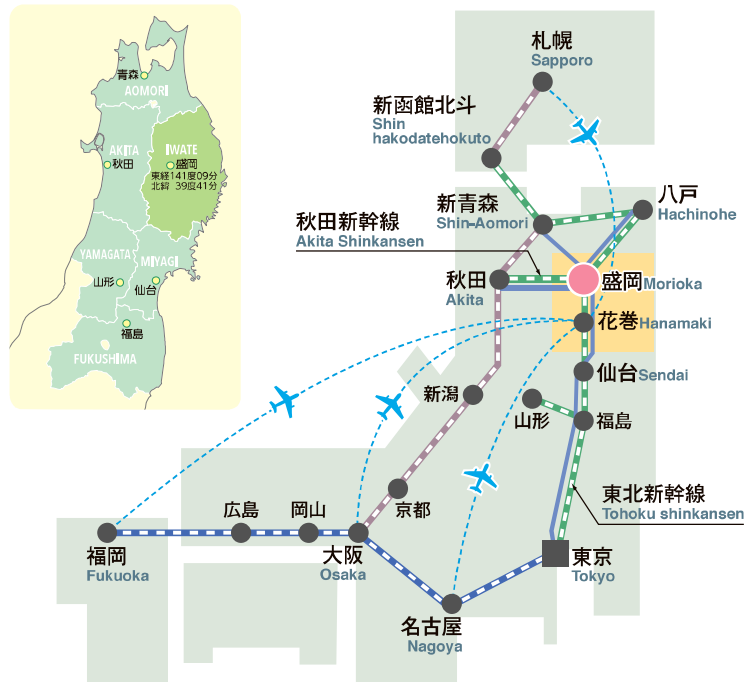 青森
AOMORI
AKITA
秋田
IWATE
盛岡
東経141度09分
北緯 39度41分
YAMAGATA
山形
MIYAGI
仙台
福島
FUKUSHIMA
札幌
Sapporo
新函館北斗
Shin
hakodatehokuto
新青森
Shin-Aomori
八戸
Hachinohe
秋田新幹線
Akita Shinkansen
秋田
Akita
盛岡 Morioka
花巻 Hanamaki
仙台 Sendai
新潟
山形
福島
東北新幹線
Tohoku shinkansen
京都
広島
岡山
福岡
Fukuoka
大阪
Osaka
東京
Tokyo
名古屋
Nagoya